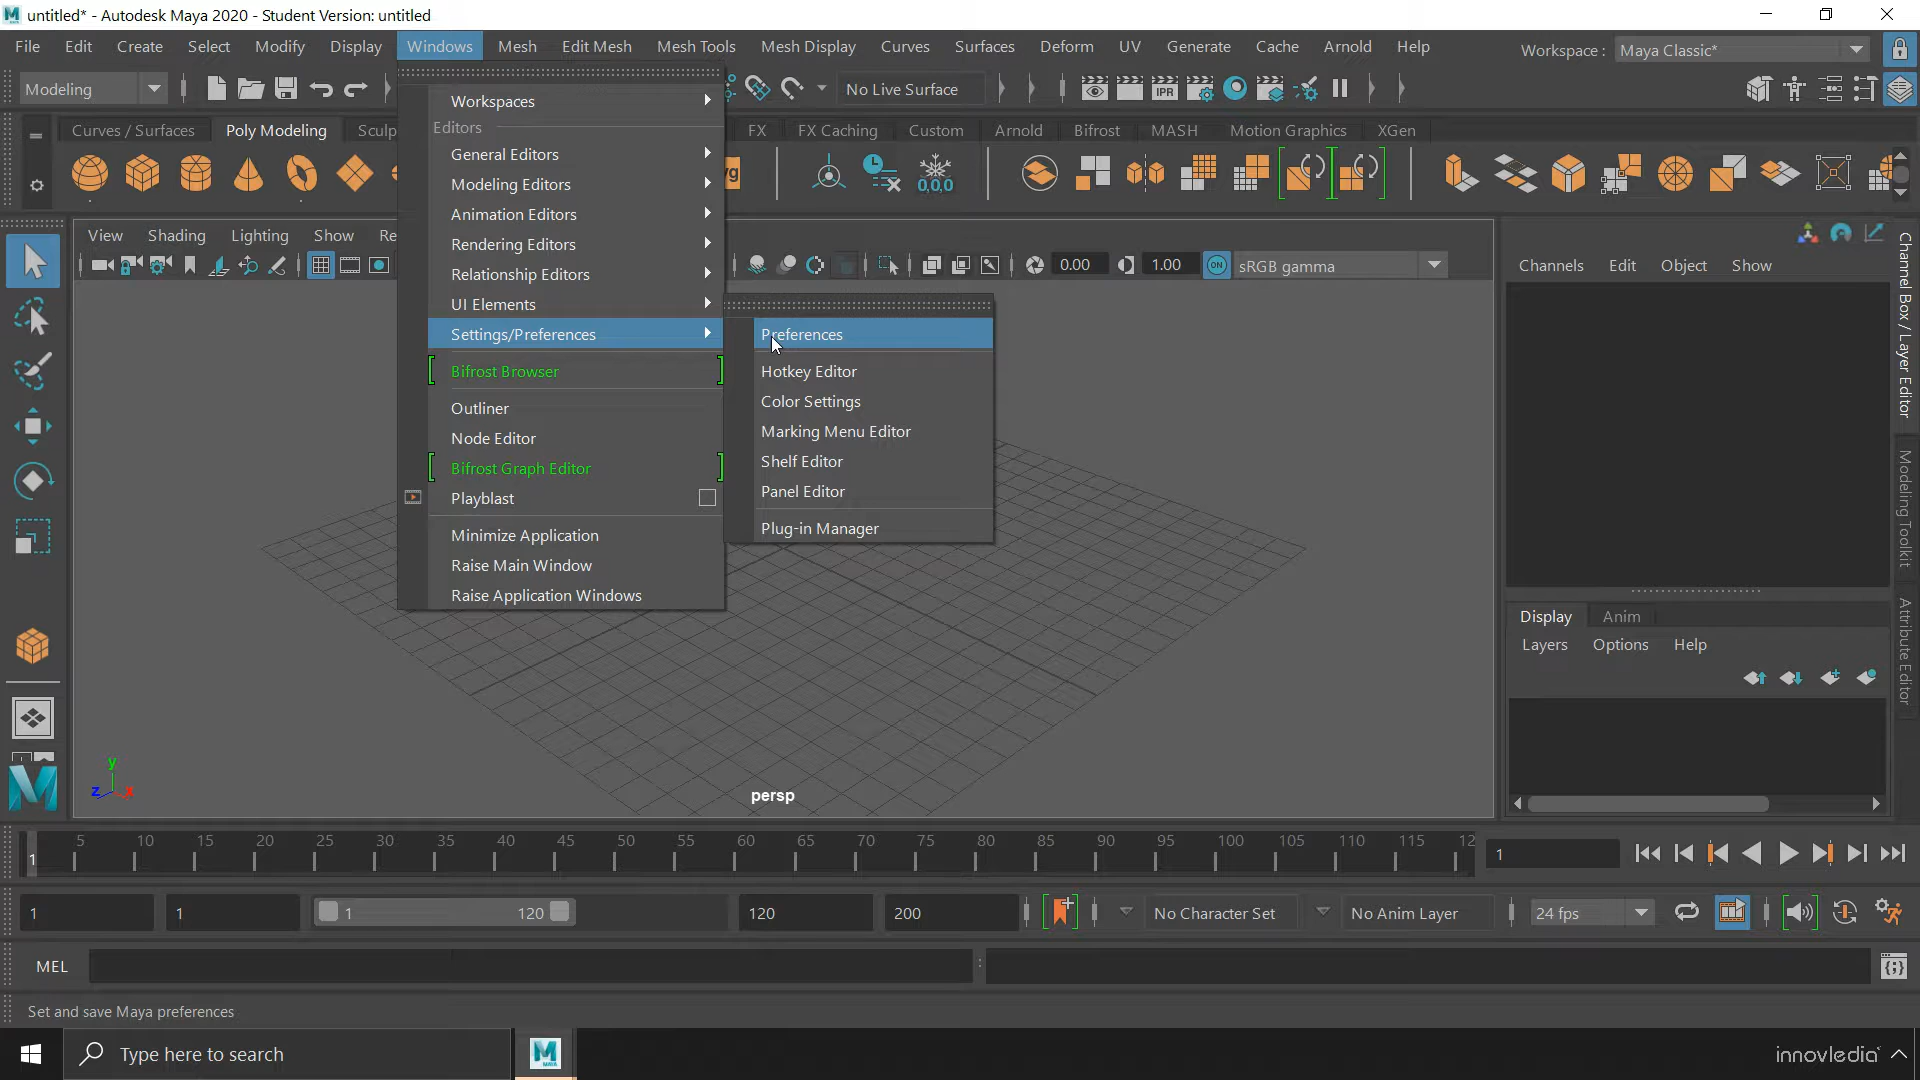 untitled* - Autodesk Maya 2020 - Student Version: untitled
File Edit Create Select Modify Display Windows Mesh Edit Mesh Mesh Tools Mesh Display Curves Surfaces Deform UV Generate Cache Arnold Help Workspace : Maya Classic*
Modeling No Live Surface IPR
Curves / Surfaces Poly Modeling Sculp FX FX Caching Custom Arnold Bifrost MASH Motion Graphics XGen
0,0,0
View Shading Lighting Show Re
0.00 1.00 ON sRGB gamma
Workspaces
Editors
General Editors
Modeling Editors
Animation Editors
Rendering Editors
Relationship Editors
UI Elements
Settings/Preferences
Bifrost Browser
Outliner
Node Editor
Bifrost Graph Editor
Playblast
Minimize Application
Raise Main Window
Raise Application Windows
Preferences
Hotkey Editor
Color Settings
Marking Menu Editor
Shelf Editor
Panel Editor
Plug-in Manager
Channels Edit Object Show
Channel Box / Layer Editor
Modeling Toolkit
Attribute Editor
Display Anim
Layers Options Help
y
z x
persp
1 5 10 15 20 25 30 35 40 45 50 55 60 65 70 75 80 85 90 95 100 105 110 115 12 1
1 1 1 120 120 200 No Character Set No Anim Layer 24 fps
MEL
Set and save Maya preferences
Type here to search MAYA innovledia